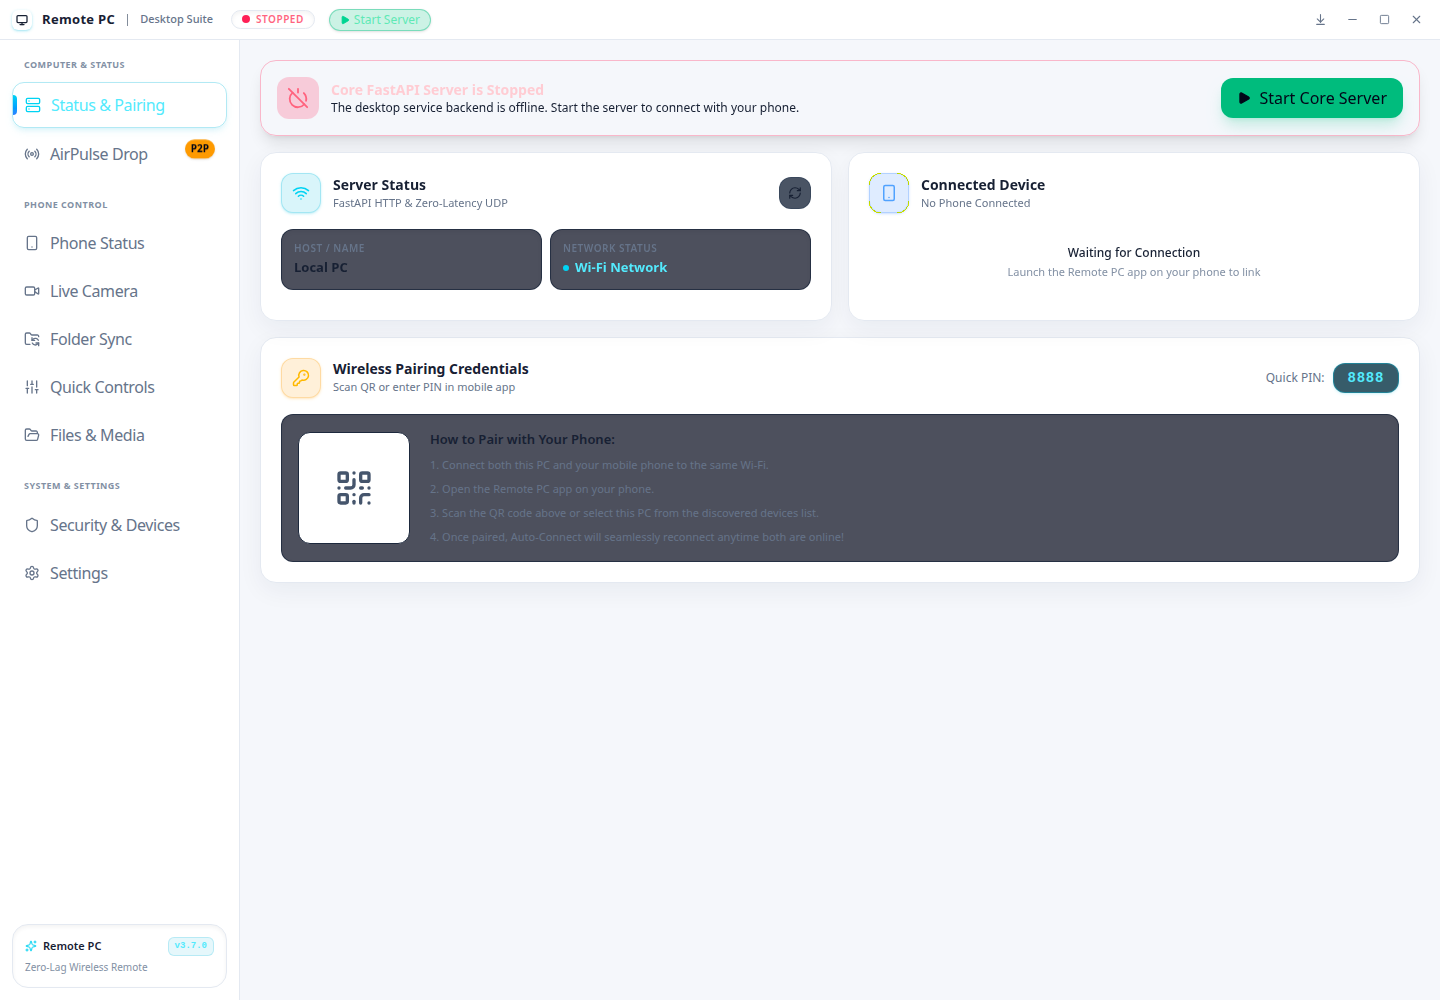 Remote PC | Desktop Suite
STOPPED
Start Server
COMPUTER & STATUS
Status & Pairing
AirPulse Drop
P2P
PHONE CONTROL
Phone Status
Live Camera
Folder Sync
Quick Controls
Files & Media
SYSTEM & SETTINGS
Security & Devices
Settings
Remote PC
v3.7.0
Zero-Lag Wireless Remote
Core FastAPI Server is Stopped
The desktop service backend is offline. Start the server to connect with your phone.
Start Core Server
Server Status
FastAPI HTTP & Zero-Latency UDP
HOST / NAME
Local PC
NETWORK STATUS
Wi-Fi Network
Connected Device
No Phone Connected
Waiting for Connection
Launch the Remote PC app on your phone to link
Wireless Pairing Credentials
Scan QR or enter PIN in mobile app
Quick PIN:
8888
How to Pair with Your Phone:
1. Connect both this PC and your mobile phone to the same Wi-Fi.
2. Open the Remote PC app on your phone.
3. Scan the QR code above or select this PC from the discovered devices list.
4. Once paired, Auto-Connect will seamlessly reconnect anytime both are online!